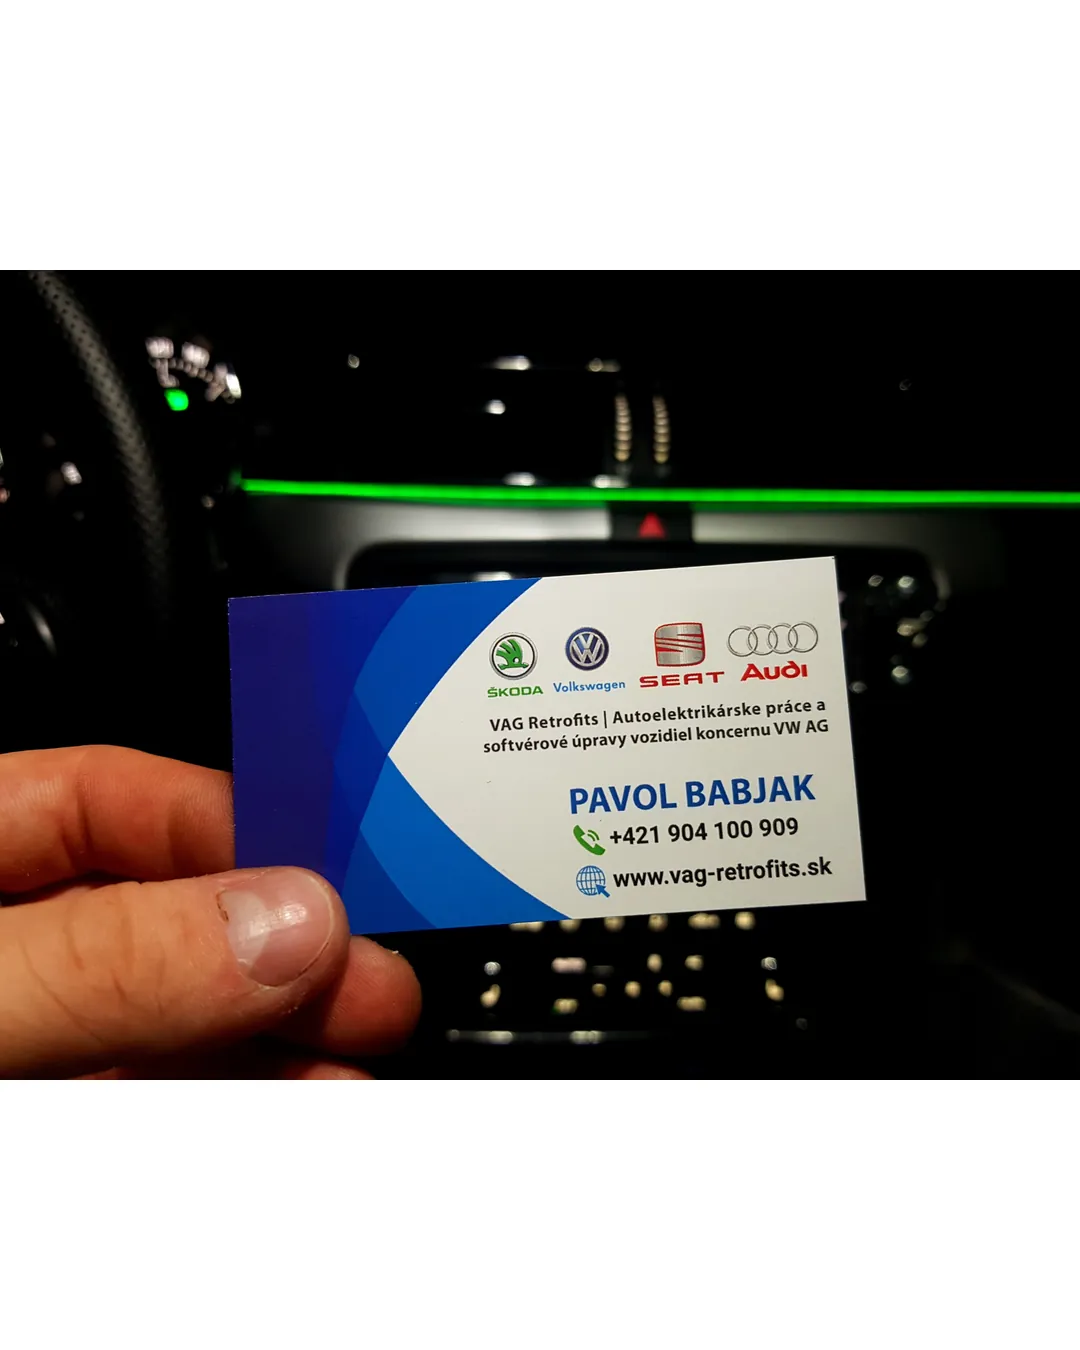 ŠKODA Volkswagen SEAT Audi
VAG Retrofits | Autoelektrikárske práce a
softvérové úpravy vozidiel koncernu VW AG
PAVOL BABJAK
+421 904 100 909
www.vag-retrofits.sk